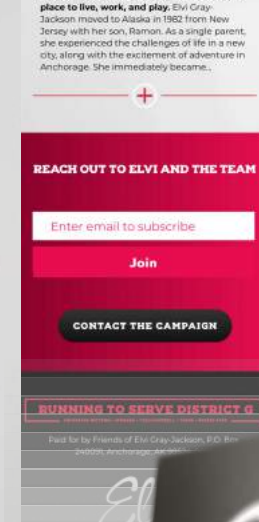 place to live, work, and play. Elvi Gray-
Jackson moved to Alaska in 1982 from New
Jersey with her son, Ramon. As a single parent,
she experienced the challenges of life in a new
city, along with the excitement of adventure in
Anchorage. She immediately became...
REACH OUT TO ELVI AND THE TEAM
Enter email to subscribe
Join
CONTACT THE CAMPAIGN
RUNNING TO SERVE DISTRICT G
Paid for by Friends of Elvi Gray-Jackson, P.O. Box
Anchorage, AK
El